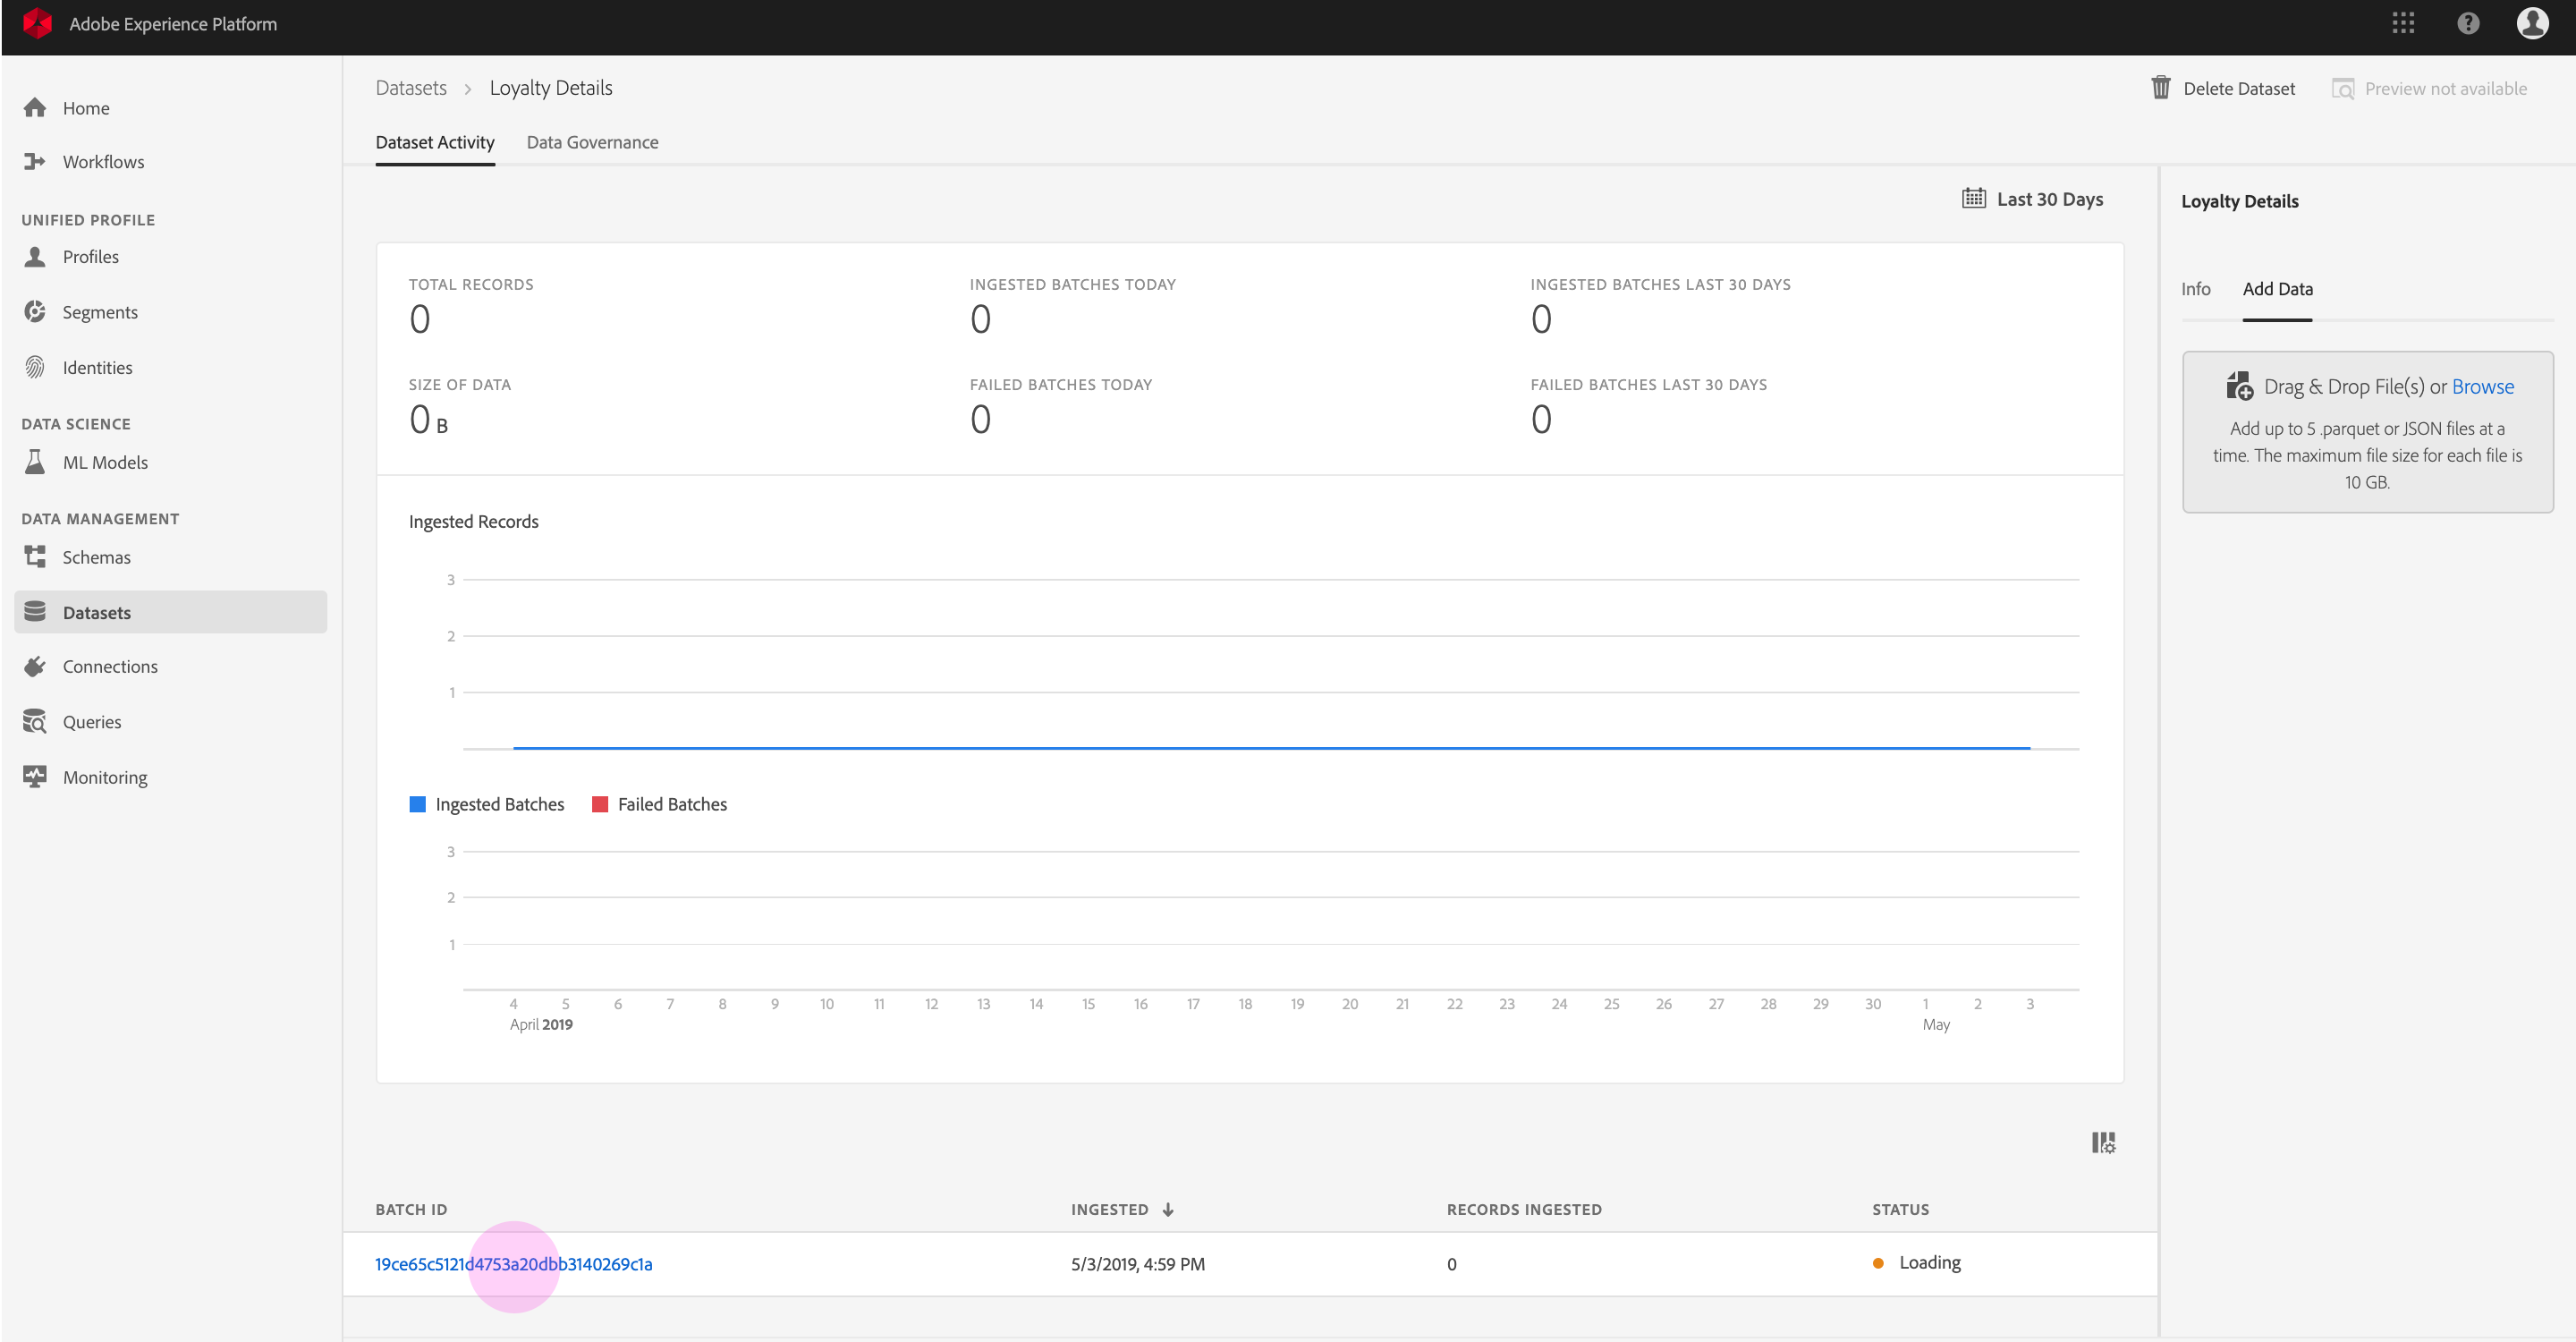 Adobe Experience Platform
Home
Workflows
UNIFIED PROFILE
Profiles
Segments
Identities
DATA SCIENCE
ML Models
DATA MANAGEMENT
Schemas
Datasets
Connections
Queries
Monitoring
Datasets > Loyalty Details
Delete Dataset
Preview not available
Dataset Activity Data Governance
Last 30 Days
TOTAL RECORDS INGESTED BATCHES TODAY INGESTED BATCHES LAST 30 DAYS
0 0 0
SIZE OF DATA FAILED BATCHES TODAY FAILED BATCHES LAST 30 DAYS
0 B 0 0
Ingested Records
3
2
1
Ingested Batches Failed Batches
3
2
1
4 5 6 7 8 9 10 11 12 13 14 15 16 17 18 19 20 21 22 23 24 25 26 27 28 29 30 1 2 3
April 2019 May
BATCH ID INGESTED RECORDS INGESTED STATUS
19ce65c5121d4753a20dbb3140269c1a 5/3/2019, 4:59 PM 0 Loading
Loyalty Details
Info Add Data
Drag & Drop File(s) or Browse
Add up to 5 .parquet or JSON files at a
time. The maximum file size for each file is
10 GB.